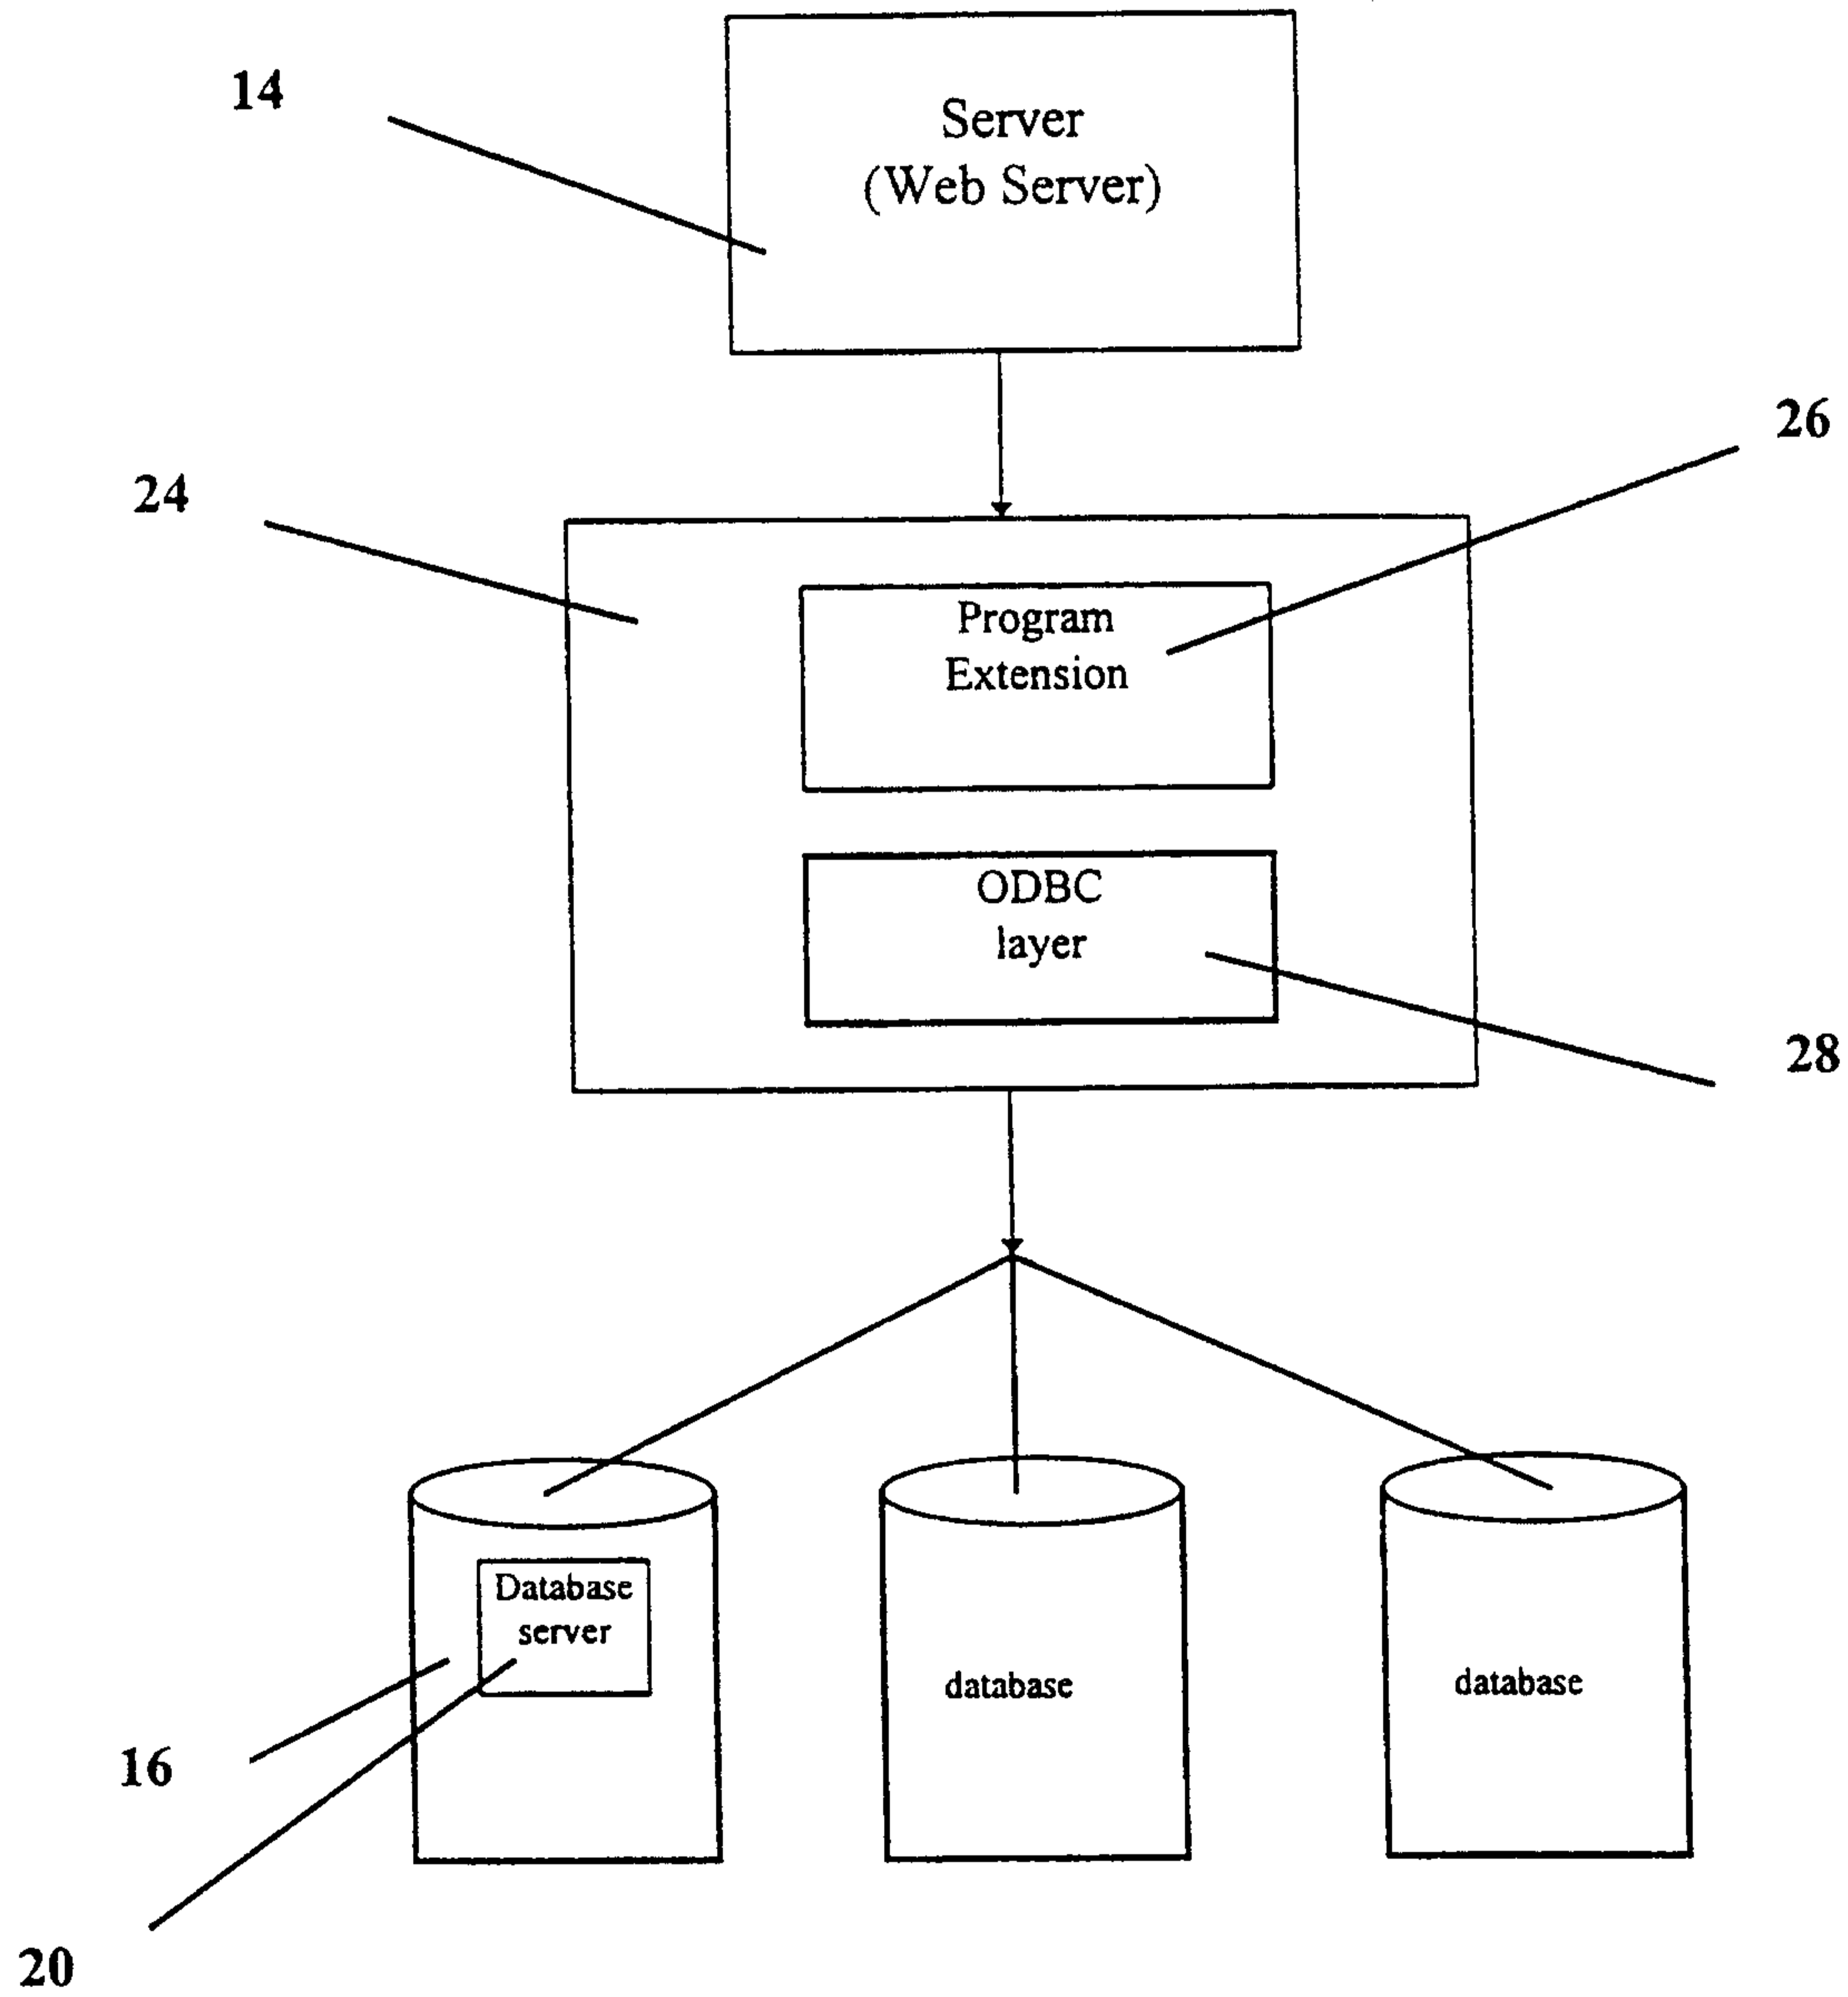 14
Server
(Web Server)
26
24
Program
Extension
ODBC
layer
28
Database
server
database
database
16
20